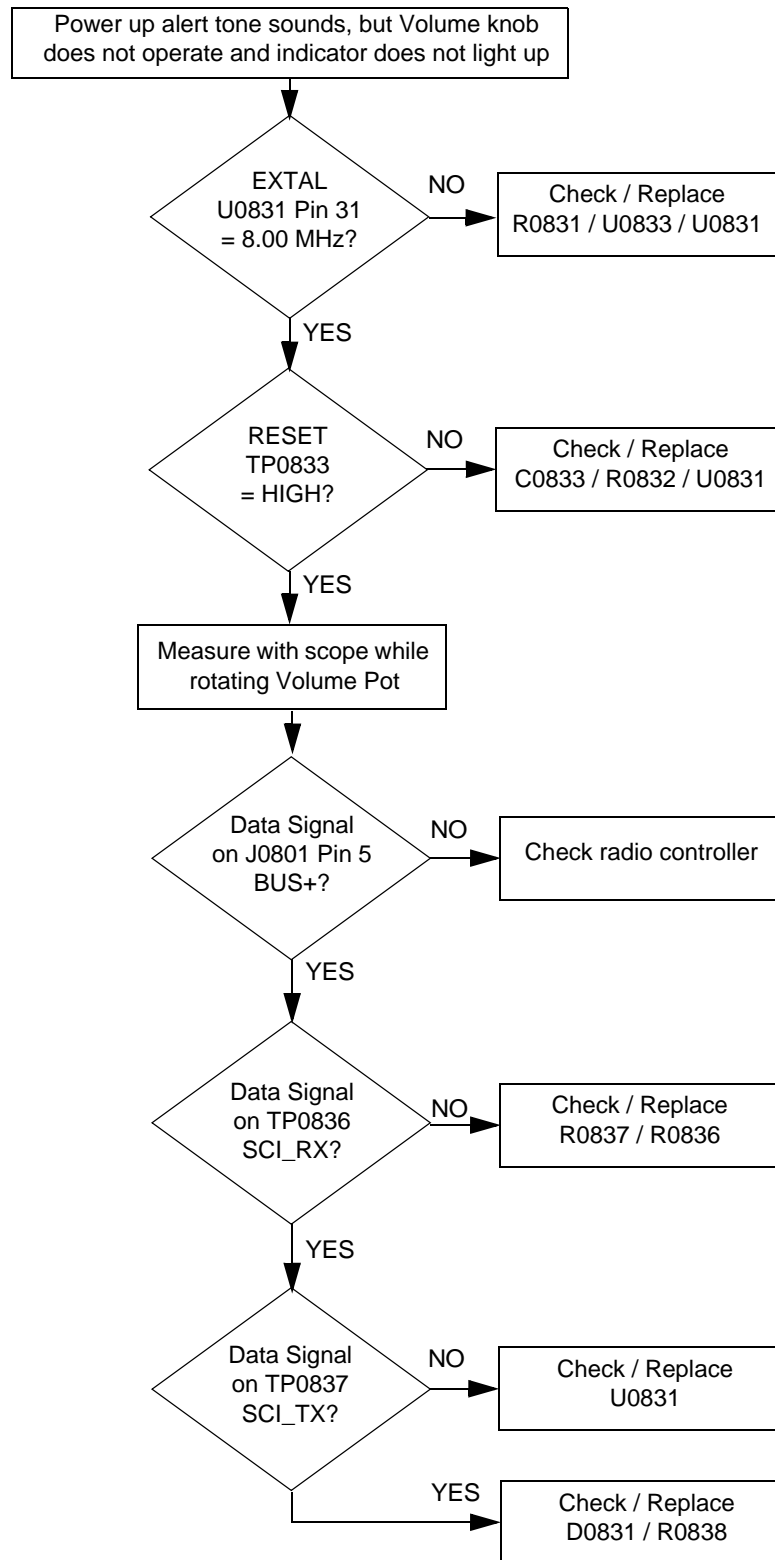 Power up alert tone sounds, but Volume knob
does not operate and indicator does not light up
EXTAL
U0831 Pin 31
= 8.00 MHz?
NO
Check / Replace
R0831 / U0833 / U0831
YES
RESET
TP0833
= HIGH?
NO
Check / Replace
C0833 / R0832 / U0831
YES
Measure with scope while
rotating Volume Pot
Data Signal
on J0801 Pin 5
BUS+?
NO
Check radio controller
YES
Data Signal
on TP0836
SCI_RX?
NO
Check / Replace
R0837 / R0836
YES
Data Signal
on TP0837
SCI_TX?
NO
Check / Replace
U0831
YES
Check / Replace
D0831 / R0838